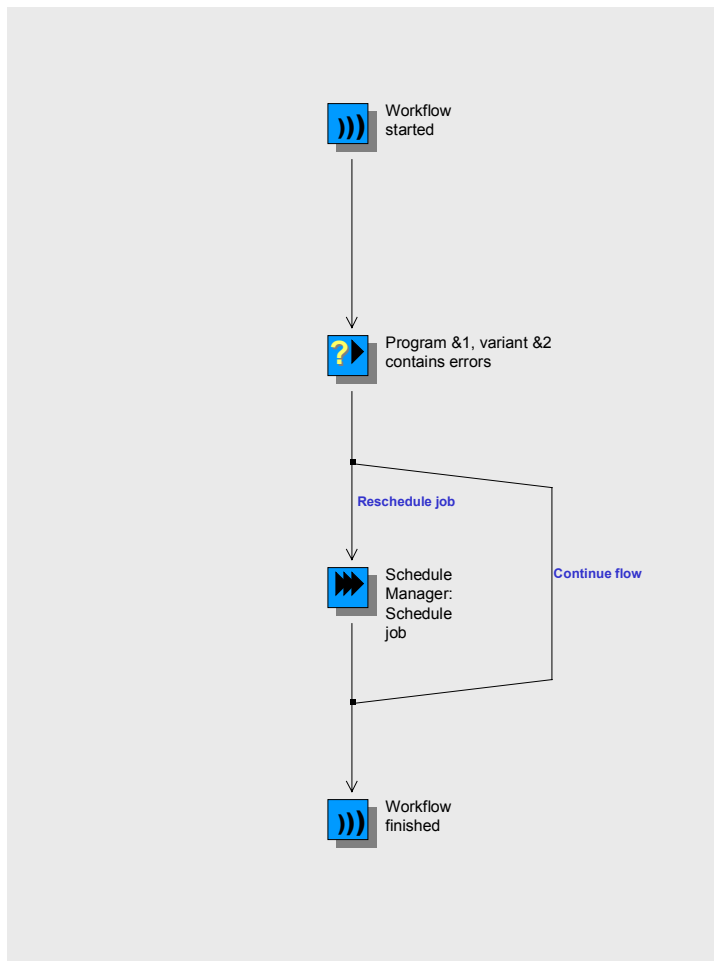 Workflow
started
Program &1, variant &2
contains errors
Reschedule job
Continue flow
Schedule
Manager:
Schedule
job
Workflow
finished